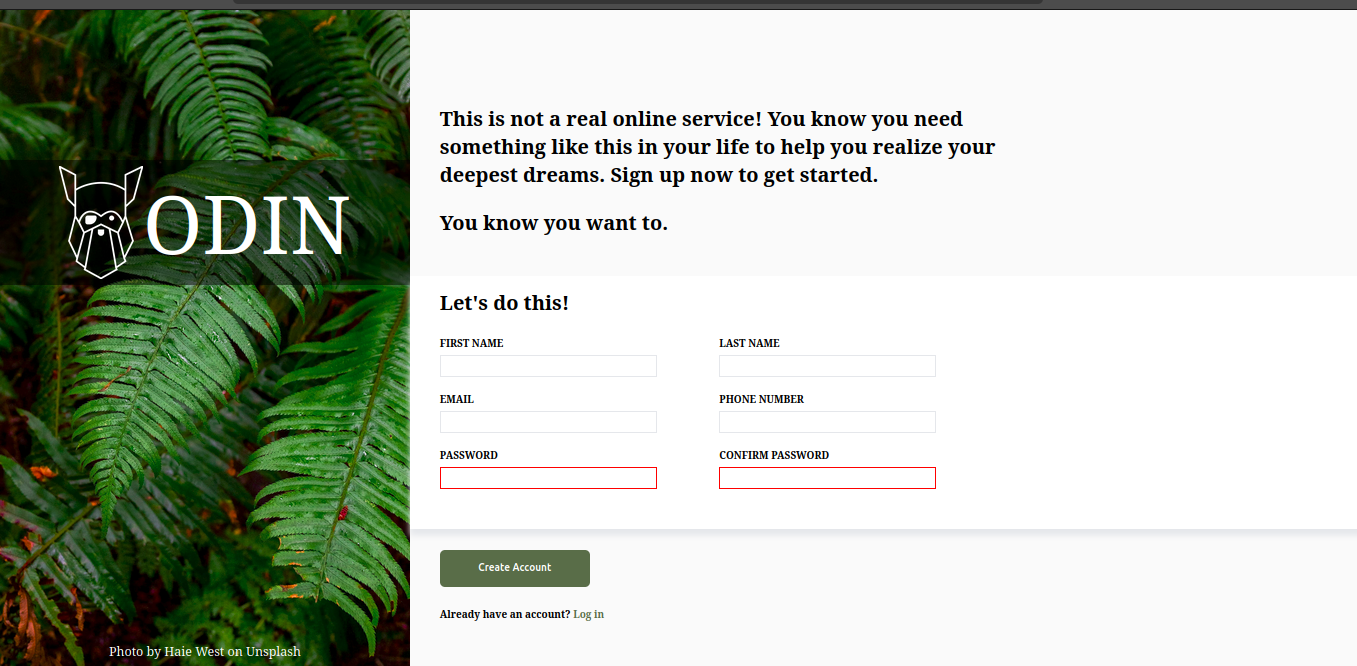 ODIN
Photo by Haie West on Unsplash
This is not a real online service! You know you need
something like this in your life to help you realize your
deepest dreams. Sign up now to get started.
You know you want to.
Let's do this!
FIRST NAME
LAST NAME
EMAIL
PHONE NUMBER
PASSWORD
CONFIRM PASSWORD
Create Account
Already have an account? Log in